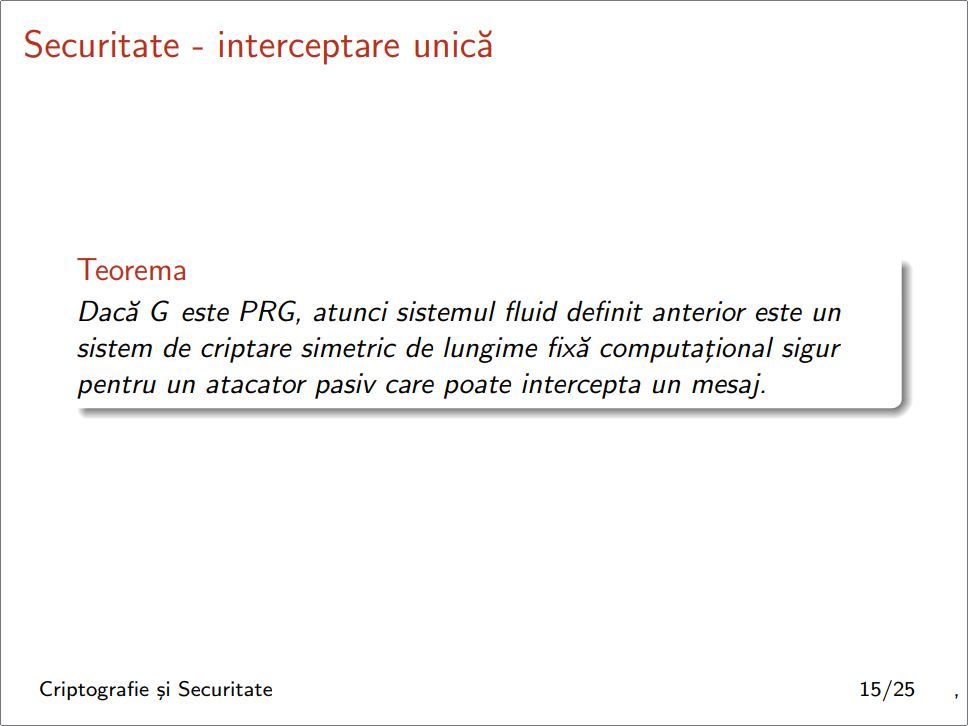 Securitate - interceptare unică
Teorema
Dacă G este PRG, atunci sistemul fluid definit anterior este un
sistem de criptare simetric de lungime fixă computațional sigur
pentru un atacator pasiv care poate intercepta un mesaj.
Criptografie și Securitate
15/25
,